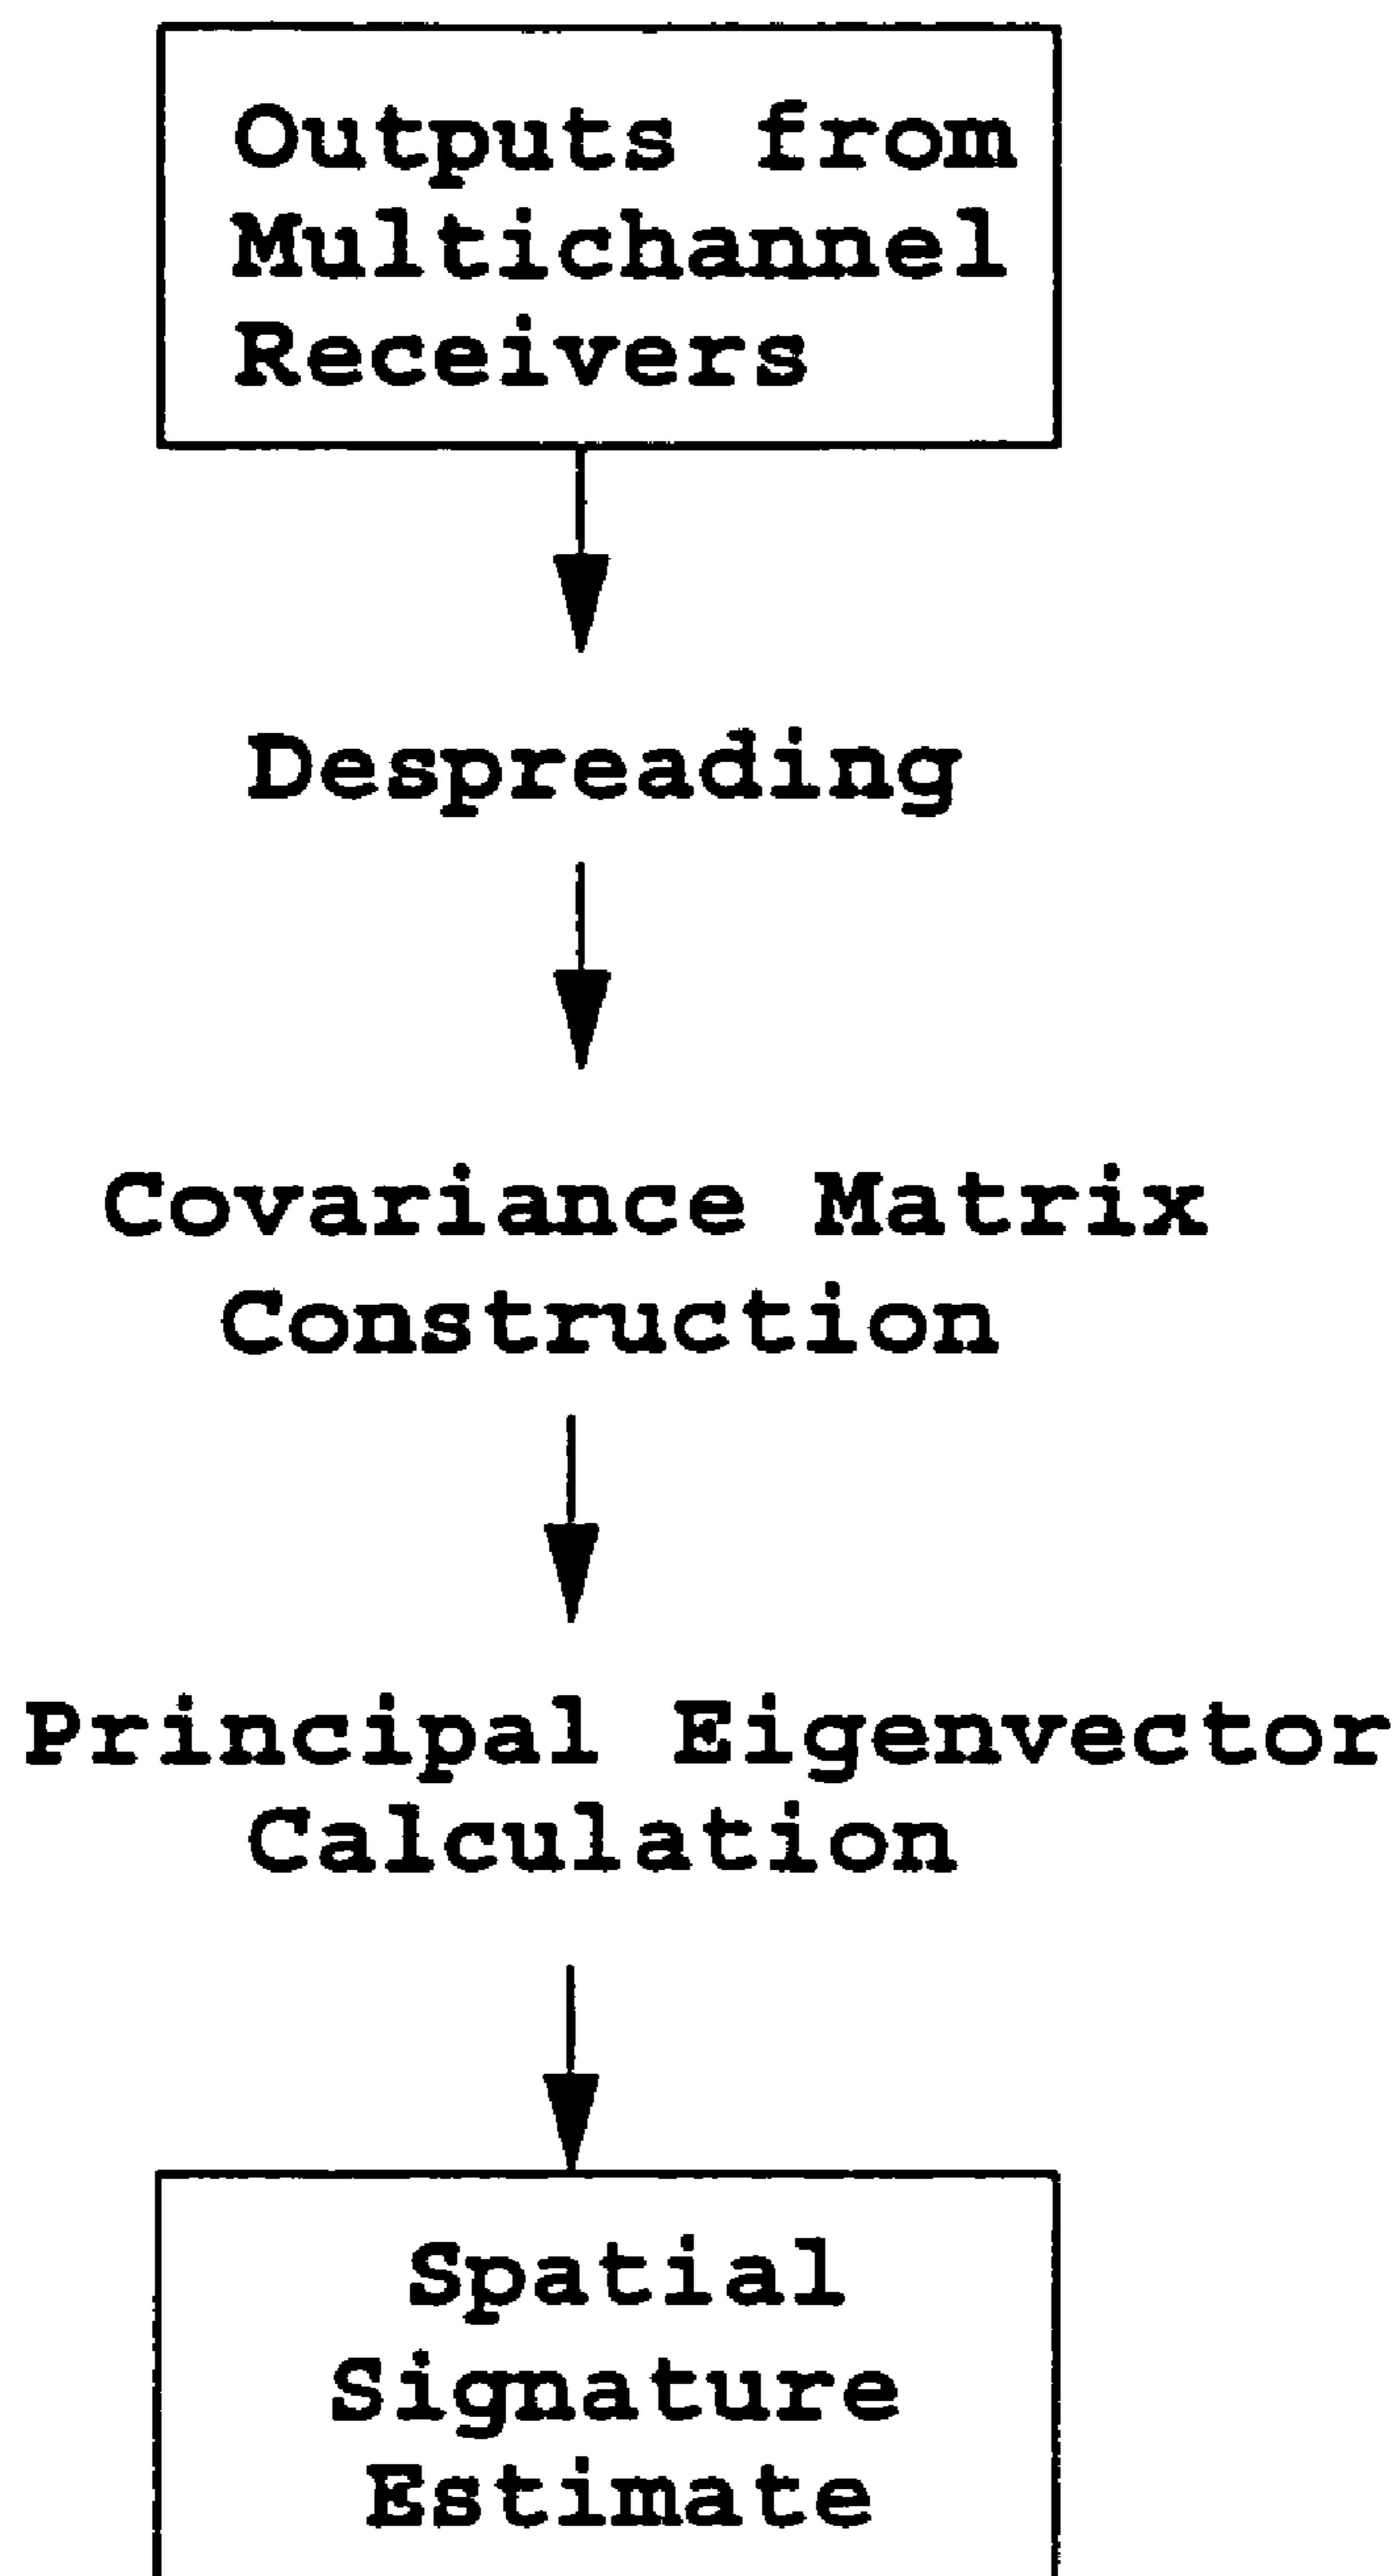 Outputs from
Multichannel
Receivers
Despreading
Covariance Matrix
Construction
Principal Eigenvector
Calculation
Spatial
Signature
Estimate